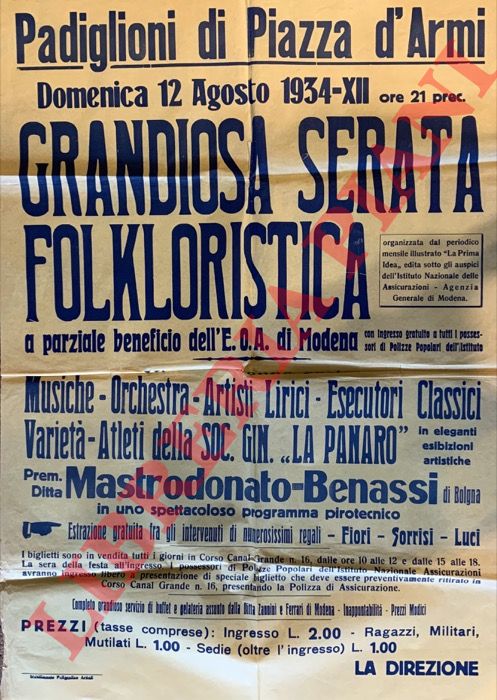 Padiglioni di Piazza d'Armi
Domenica 12 Agosto 1934-XII ore 21 prec.
GRANDIOSA SERATA
FOLKLORISTICA
organizzata dal periodico
mensile illustrato "La Prima
Idea" edita sotto gli auspici
dell'Istituto Nazionale delle
Assicurazioni - Agenzia
Generale di Modena.
a parziale beneficio dell'E.O.A. di Modena
con ingresso gratuito a tutti i posses-
sori di Polizze Popolari dell'Istituto
Musiche - Orchestra - Artisti Lirici - Esecutori Classici
Varietà - Atleti della SOC. GIN. „LA PANARO"
in eleganti
esibizioni
artistiche
Prem.
Ditta Mastrodonato-Benassi di Bolgna
in uno spettacoloso programma pirotecnico
Estrazione gratuita fra gli intervenuti di numerosissimi regali - Fiori - Sorrisi - Luci
I biglietti sono in vendita tutti i giorni in Corso Canal Grande n. 16, dalle ore 10 alle 12 e dalle 15 alle 18.
La sera della festa all'ingresso. I possessori di Polizze Popolari dell'Istituto Nazionale Assicurazioni
avranno ingresso libero a presentazione di speciale biglietto che deve essere preventivamente ritirato in
Corso Canal Grande n. 16, presentando la Polizza di Assicurazione.
Completo grandioso servizio di buffet e gelateria assunto dalla Ditta Zannini e Ferrari di Modena - Inappuntabilità - Prezzi Modici
PREZZI (tasse comprese): Ingresso L. 2.00 - Ragazzi, Militari,
Mutilati L. 1.00 - Sedie (oltre l'ingresso) L. 1.00
LA DIREZIONE
Stabilimento Poligrafico Artioli
LIBRERIA PIANI
LIBRERIA PIANI